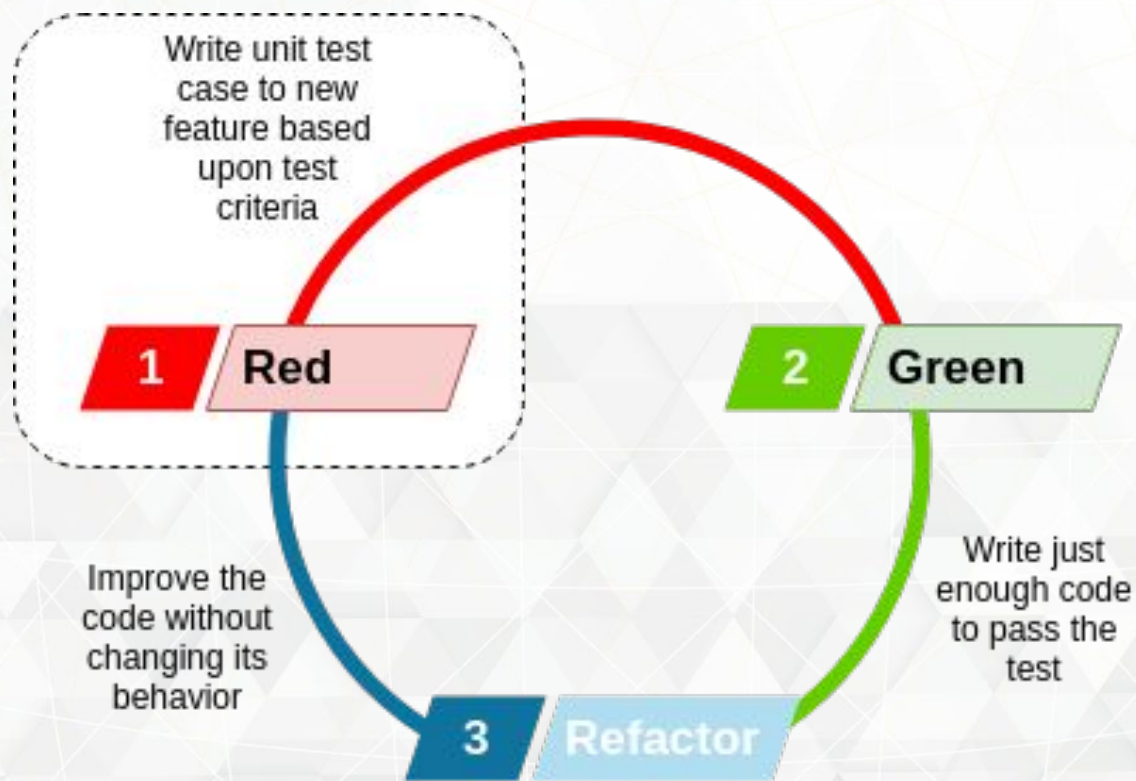 Write unit test
case to new
feature based
upon test
criteria
1 Red
2 Green
Write just
enough code
to pass the
test
Improve the
code without
changing its
behavior
3 Refactor